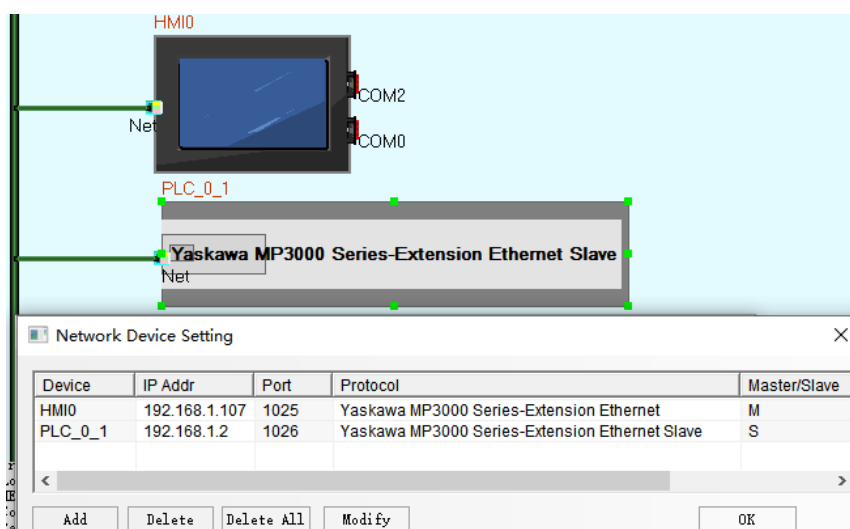 HMI0
COM2
Net
COM0
PLC_0_1
Yaskawa MP3000 Series-Extension Ethernet Slave
Net
Network Device Setting
Device IP Addr Port Protocol Master/Slave
HMI0 192.168.1.107 1025 Yaskawa MP3000 Series-Extension Ethernet M
PLC_0_1 192.168.1.2 1026 Yaskawa MP3000 Series-Extension Ethernet Slave S
Add Delete Delete All Modify OK